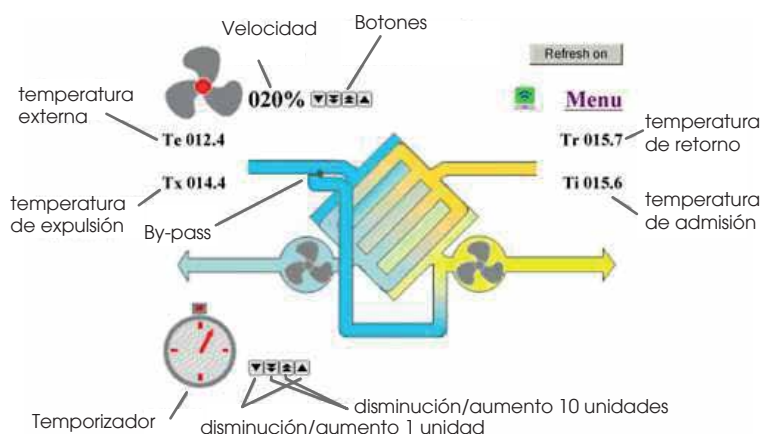 Velocidad
Botones
Refresh on
020%
Menu
temperatura
externa
Te 012.4
Tr 015.7
temperatura
de retorno
Tx 014.4
Ti 015.6
temperatura
de expulsión
By-pass
temperatura
de admisión
Temporizador
disminución/aumento 10 unidades
disminución/aumento 1 unidad